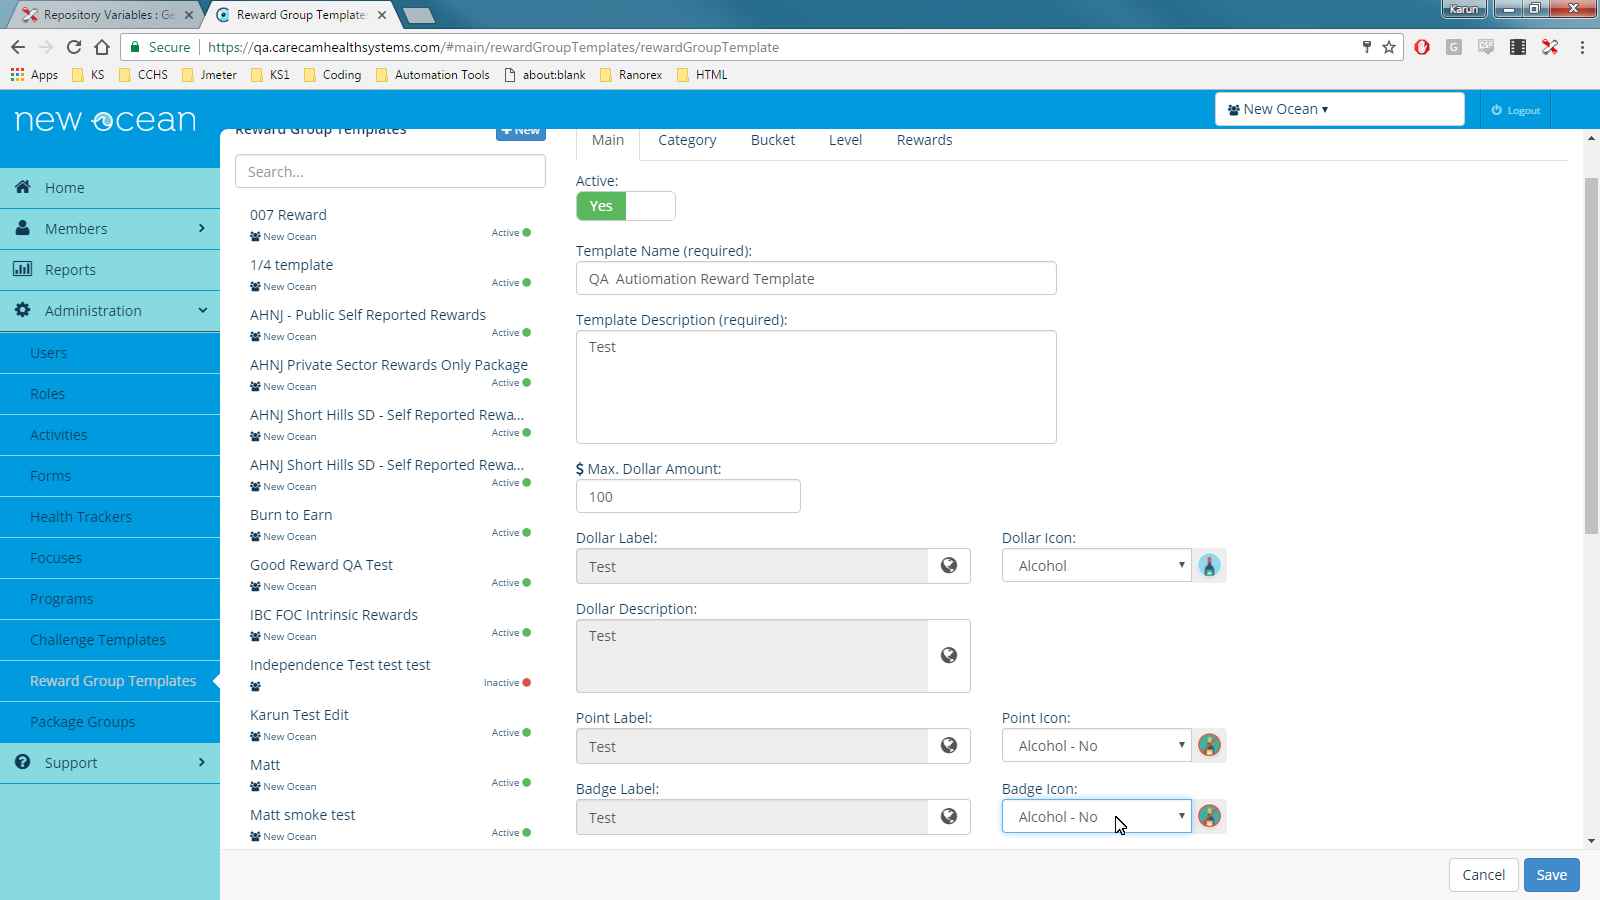 Repository Variables : Ge
Reward Group Template
Karun
Secure
https://qa.carecamhealthsystems.com/#main/rewardGroupTemplates/rewardGroupTemplate
Apps
KS
CCHS
Jmeter
KS1
Coding
Automation Tools
about:blank
Ranorex
HTML
new ocean
New Ocean
Logout
Home
Members
Reports
Administration
Users
Roles
Activities
Forms
Health Trackers
Focuses
Programs
Challenge Templates
Reward Group Templates
Package Groups
Support
Reward Group Templates
New
Search...
007 Reward
New Ocean
Active
1/4 template
New Ocean
Active
AHNJ - Public Self Reported Rewards
New Ocean
Active
AHNJ Private Sector Rewards Only Package
New Ocean
Active
AHNJ Short Hills SD - Self Reported Rewa...
New Ocean
Active
AHNJ Short Hills SD - Self Reported Rewa...
New Ocean
Active
Burn to Earn
New Ocean
Active
Good Reward QA Test
New Ocean
Active
IBC FOC Intrinsic Rewards
New Ocean
Active
Independence Test test test
Inactive
Karun Test Edit
New Ocean
Active
Matt
New Ocean
Active
Matt smoke test
New Ocean
Active
Main
Category
Bucket
Level
Rewards
Active:
Yes
Template Name (required):
QA  Autiomation Reward Template
Template Description (required):
Test
$ Max. Dollar Amount:
100
Dollar Label:
Test
Dollar Icon:
Alcohol
Dollar Description:
Test
Point Label:
Test
Point Icon:
Alcohol - No
Badge Label:
Test
Badge Icon:
Alcohol - No
Cancel
Save